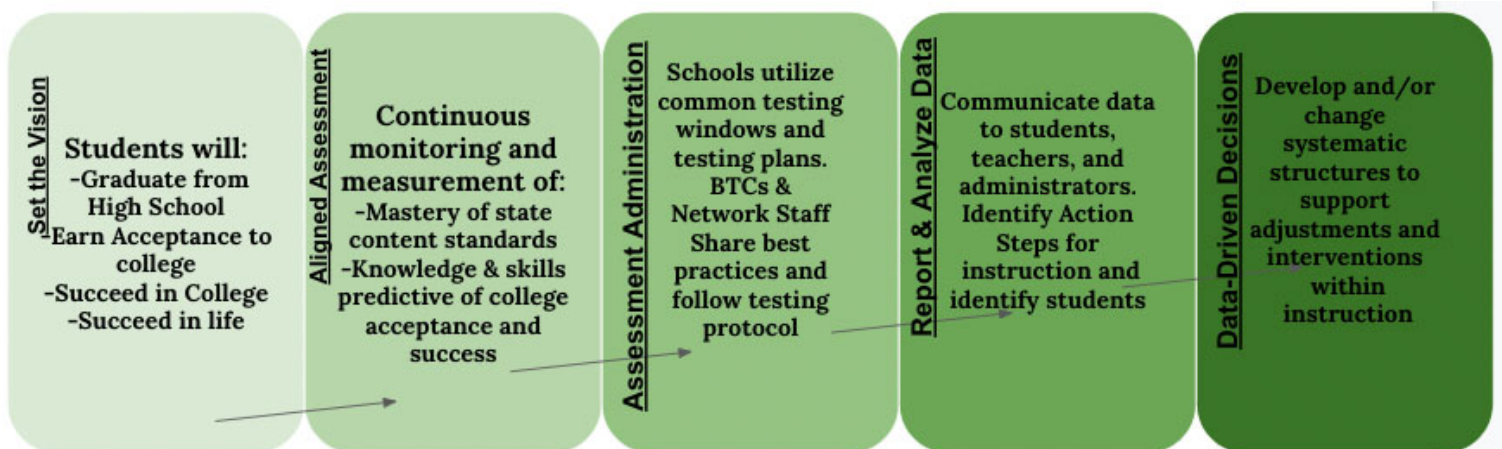 Set the Vision
Students will:
-Graduate from
High School
-Earn Acceptance to
college
-Succeed in College
-Succeed in life
Aligned Assessment
Continuous
monitoring and
measurement of:
-Mastery of state
content standards
-Knowledge & skills
predictive of college
acceptance and
success
Assessment Administration
Schools utilize
common testing
windows and
testing plans.
BTCs &
Network Staff
Share best
practices and
follow testing
protocol
Report & Analyze Data
Communicate data
to students,
teachers, and
administrators.
Identify Action
Steps for
instruction and
identify students
Data-Driven Decisions
Develop and/or
change
systematic
structures to
support
adjustments and
interventions
within
instruction